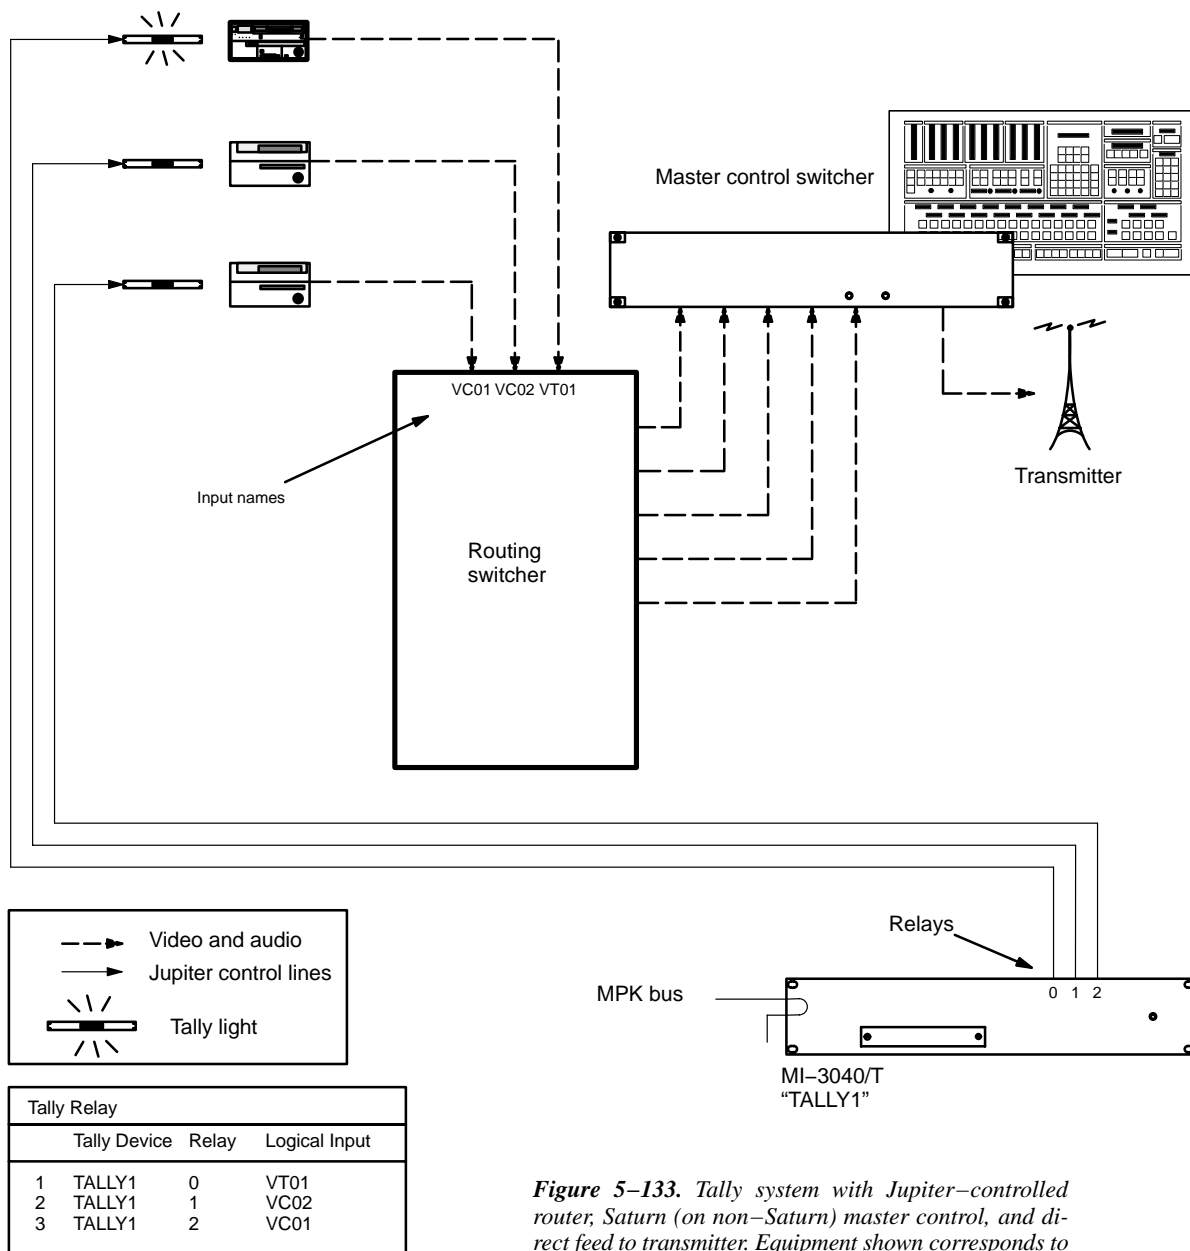 Master control switcher
VC01 VC02 VT01
Input names
Transmitter
Routing
switcher
Video and audio
Jupiter control lines
Tally light
Relays
0 1 2
MPK bus
MI–3040/T
“TALLY1”
Tally Relay
Tally Device Relay Logical Input
1 TALLY1 0 VT01
2 TALLY1 1 VC02
3 TALLY1 2 VC01
Figure 5–133. Tally system with Jupiter–controlled
router, Saturn (on non–Saturn) master control, and di-
rect feed to transmitter. Equipment shown corresponds to